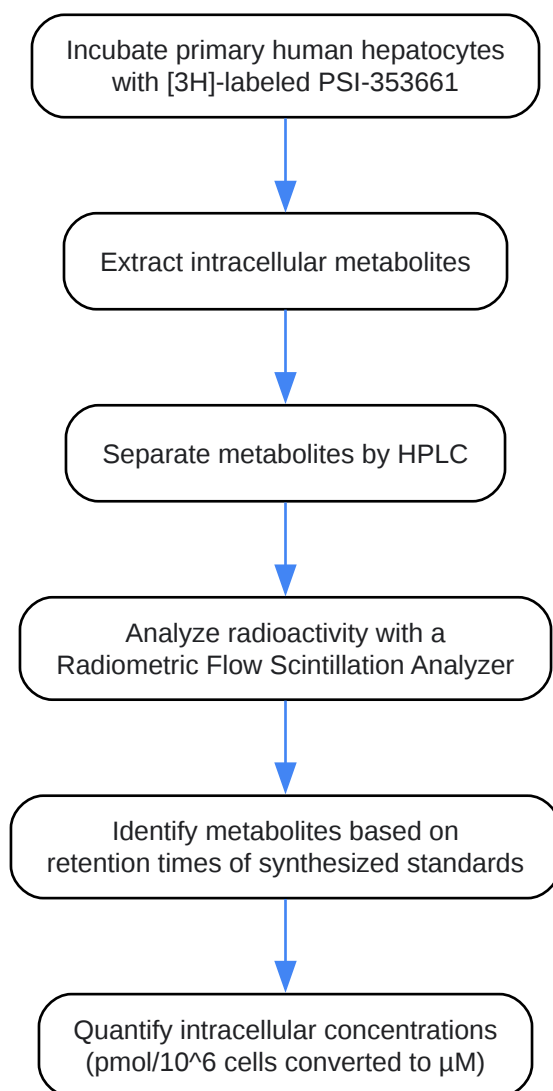 Incubate primary human hepatocytes
with [3H]-labeled PSI-353661
Extract intracellular metabolites
Separate metabolites by HPLC
Analyze radioactivity with a
Radiometric Flow Scintillation Analyzer
Identify metabolites based on
retention times of synthesized standards
Quantify intracellular concentrations
(pmol/10^6 cells converted to µM)